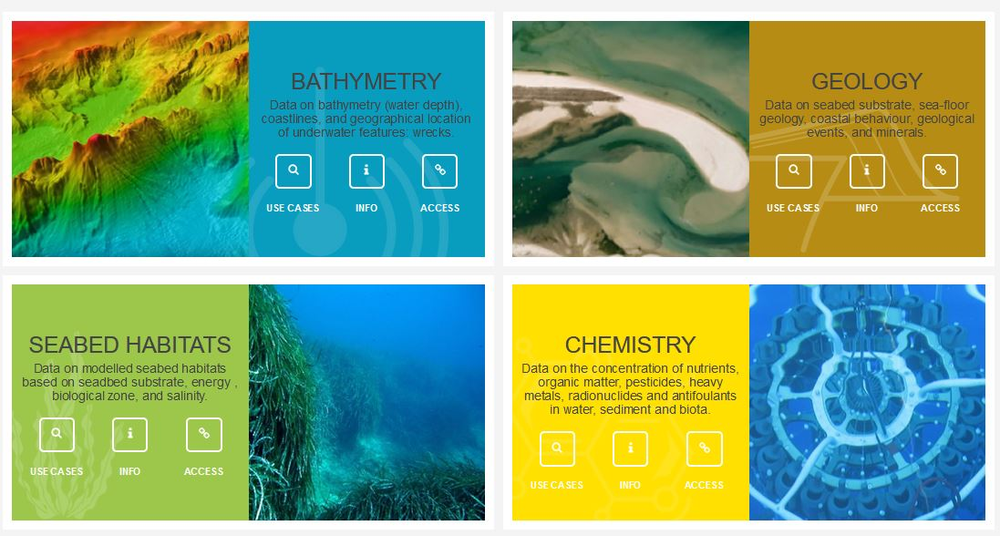 BATHYMETRY
Data on bathymetry (water depth),
coastlines, and geographical location
of underwater features: wrecks.
USE CASES
INFO
ACCESS
GEOLOGY
Data on seabed substrate, sea-floor
geology, coastal behaviour, geological
events, and minerals.
USE CASES
INFO
ACCESS
SEABED HABITATS
Data on modelled seabed habitats
based on seadbed substrate, energy ,
biological zone, and salinity.
USE CASES
INFO
ACCESS
CHEMISTRY
Data on the concentration of nutrients,
organic matter, pesticides, heavy
metals, radionuclides and antifoulants
in water, sediment and biota.
USE CASES
INFO
ACCESS